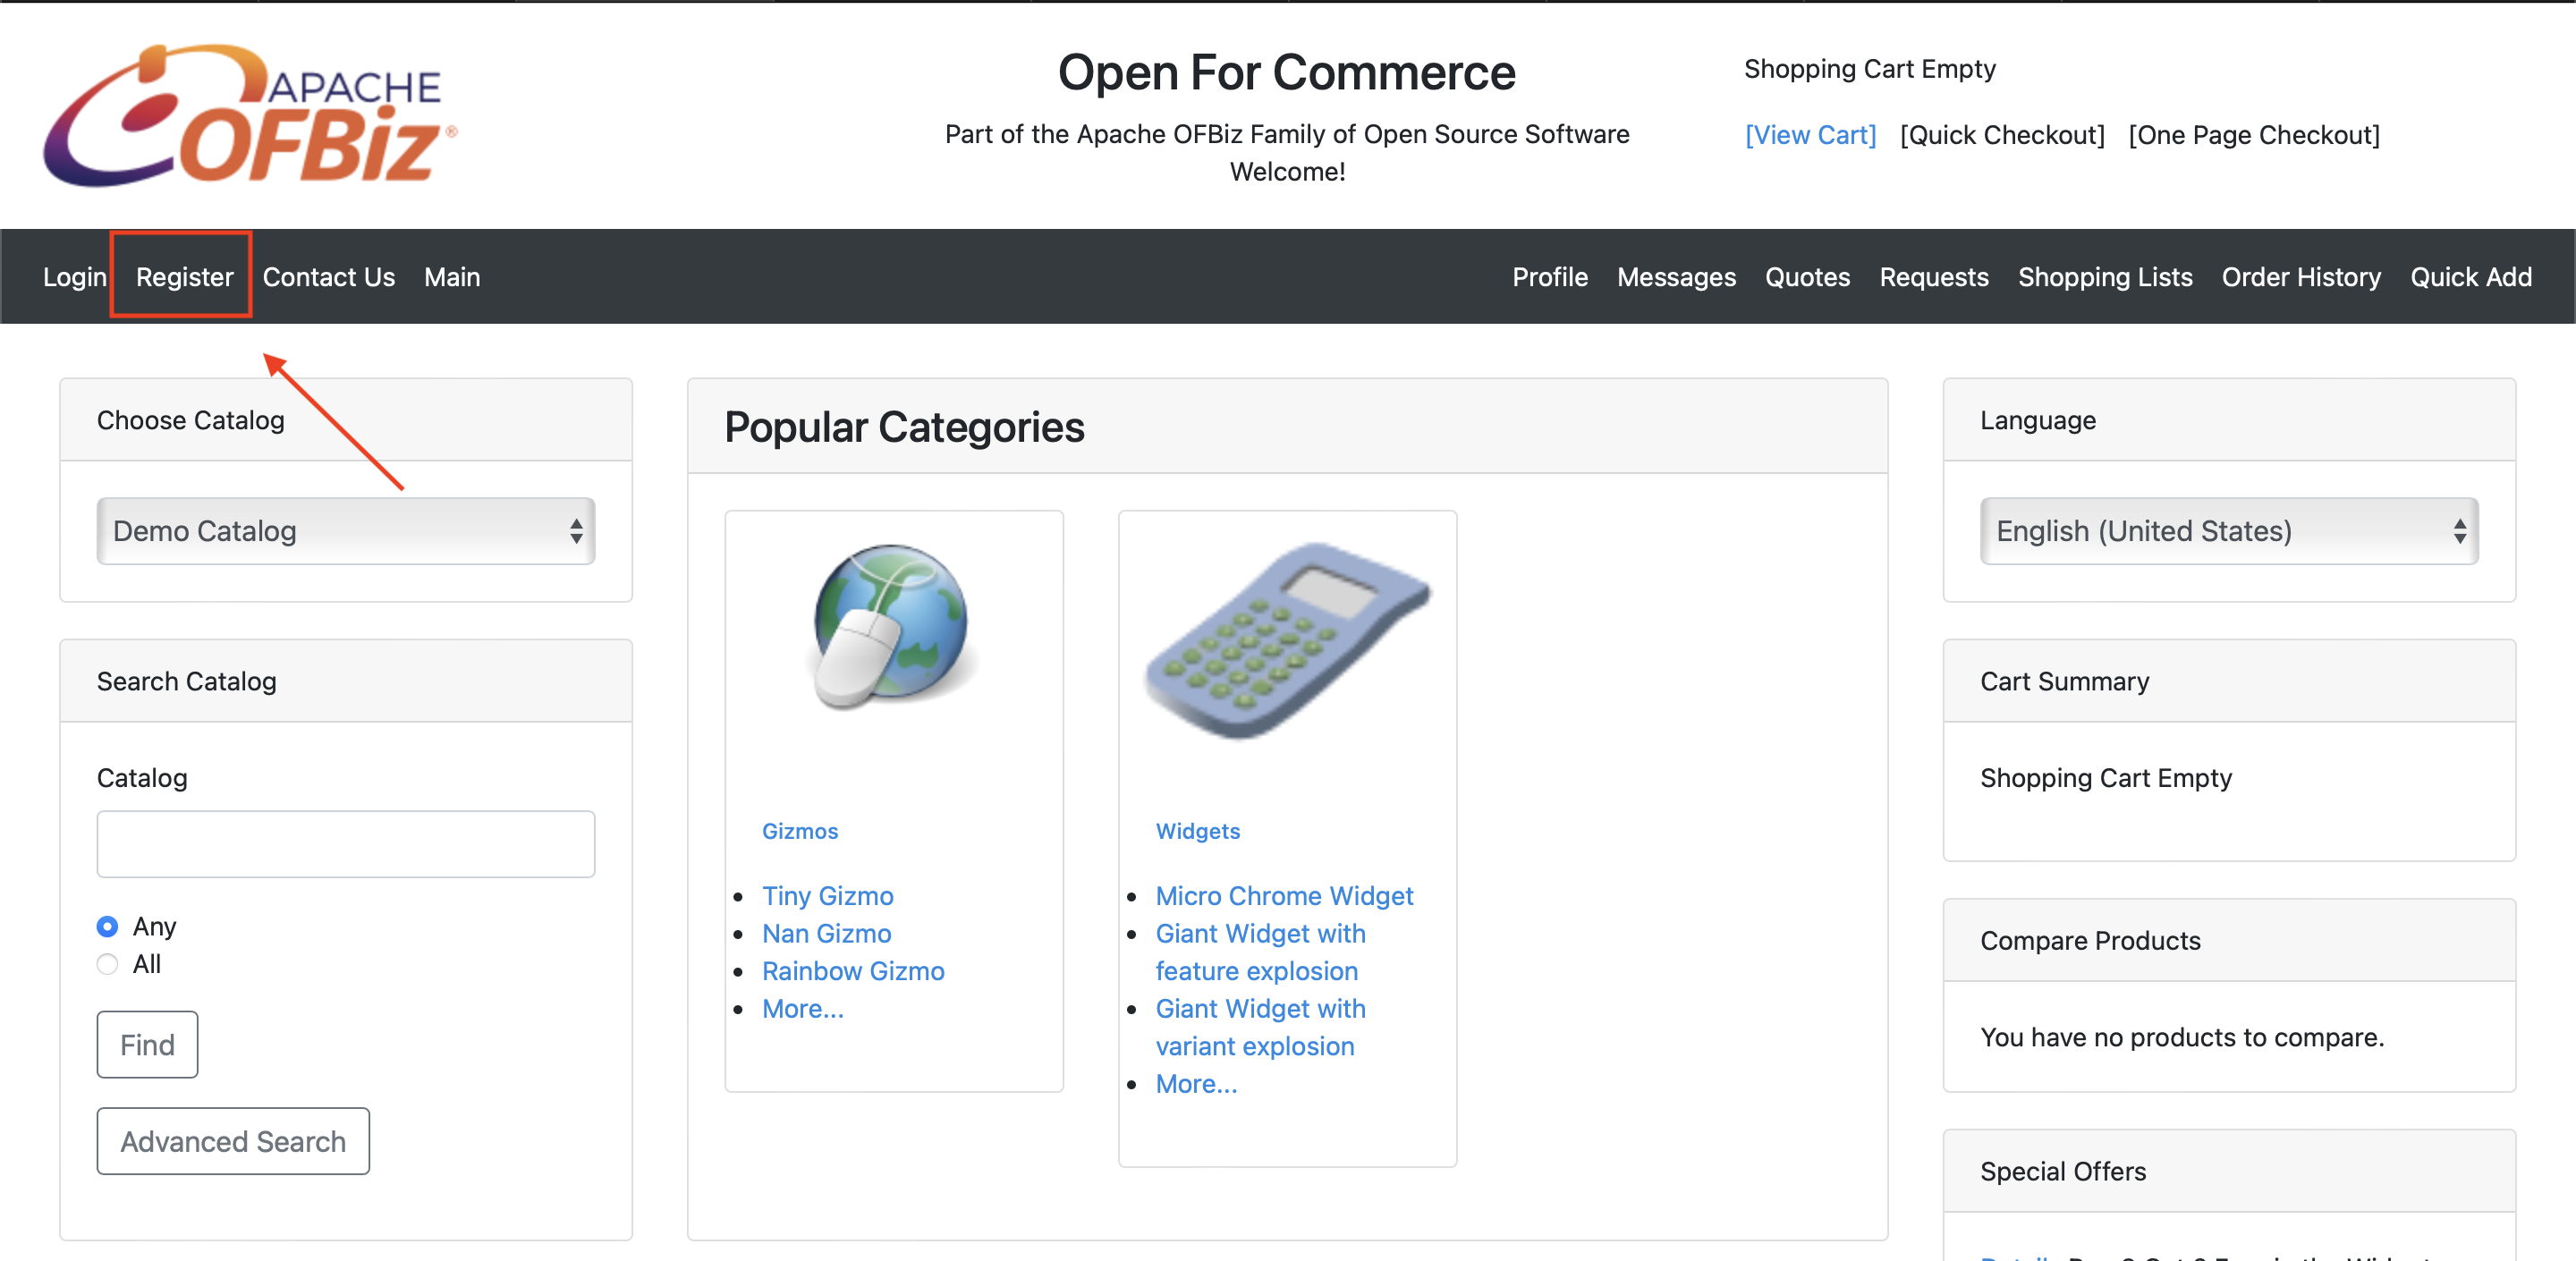 APACHE
OFBiz®
Open For Commerce
Part of the Apache OFBiz Family of Open Source Software
Welcome!
Shopping Cart Empty
[View Cart] [Quick Checkout] [One Page Checkout]
Login Register Contact Us Main Profile Messages Quotes Requests Shopping Lists Order History Quick Add
Choose Catalog
Demo Catalog
Search Catalog
Catalog
Any
All
Find
Advanced Search
Popular Categories
Gizmos
Tiny Gizmo
Nan Gizmo
Rainbow Gizmo
More...
Widgets
Micro Chrome Widget
Giant Widget with
feature explosion
Giant Widget with
variant explosion
More...
Language
English (United States)
Cart Summary
Shopping Cart Empty
Compare Products
You have no products to compare.
Special Offers